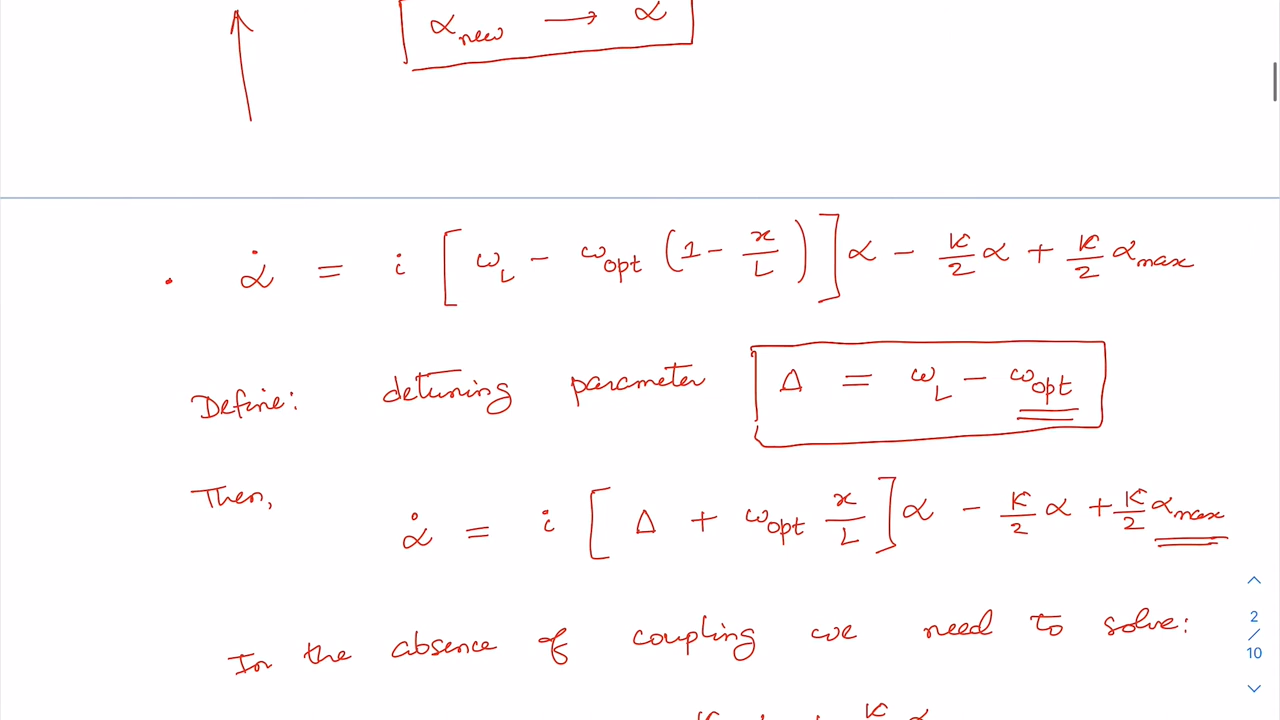 α_new → α
. α̇ = i [ω_L − ω_opt (1 − x/L)] α − κ/2 α + κ/2 α_max
Define: detuning parameter Δ = ω_L − ω_opt
Then,
α̇ = i [Δ + ω_opt x/L] α − κ/2 α + κ/2 α_max
In the absence of coupling we need to solve:
2
/
10